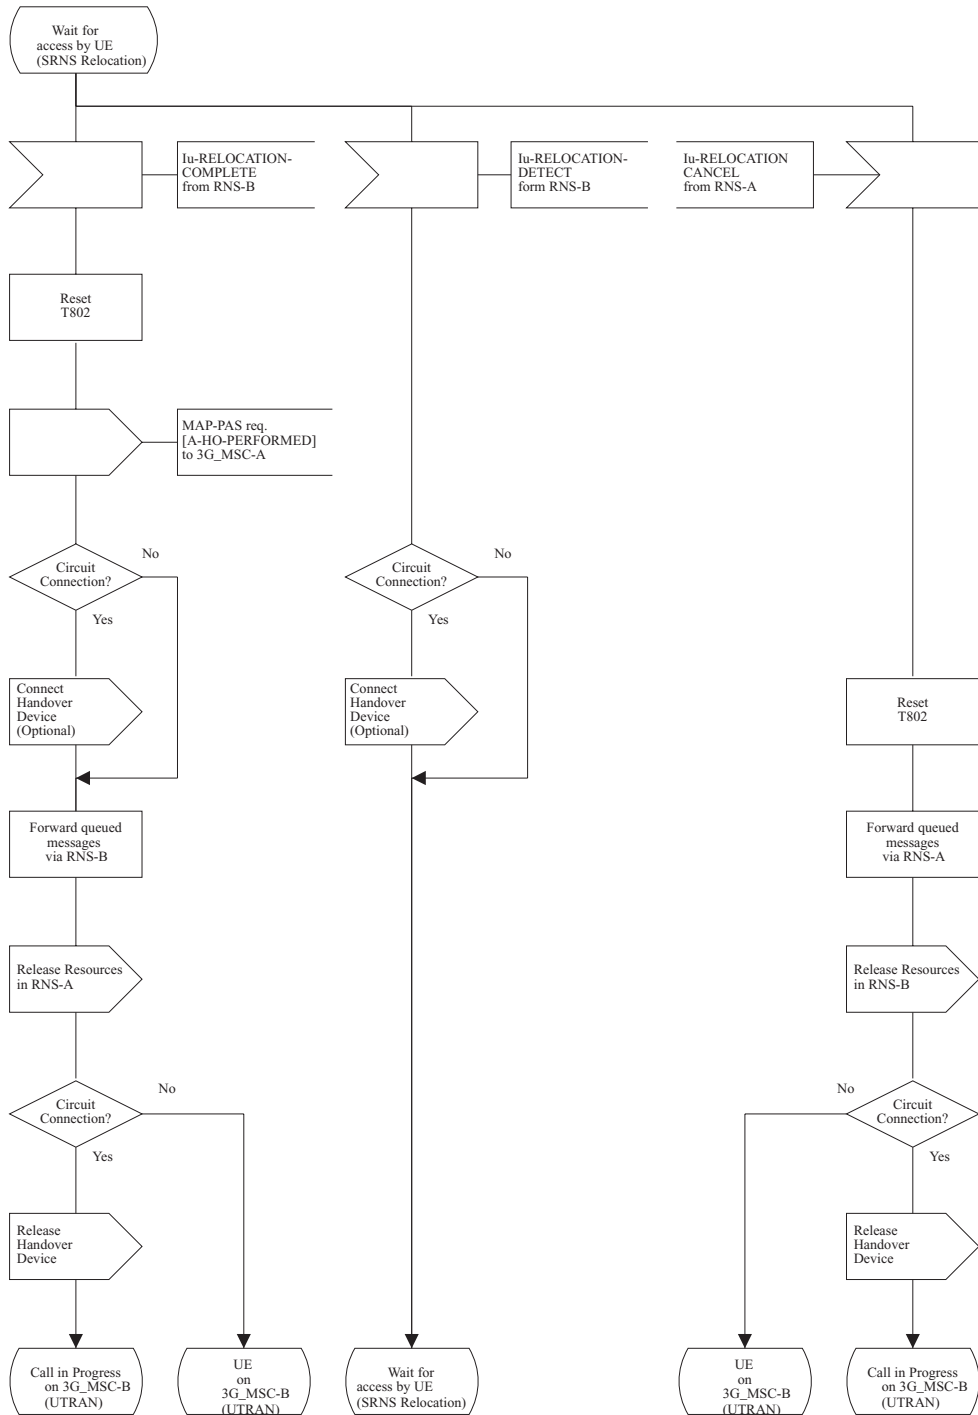 Wait for
access by UE
(SRNS Relocation)
Iu-RELOCATION-
COMPLETE
from RNS-B
Iu-RELOCATION-
DETECT
form RNS-B
Iu-RELOCATION
CANCEL
from RNS-A
Reset
T802
MAP-PAS req.
[A-HO-PERFORMED]
to 3G_MSC-A
Circuit
Connection?
No
Yes
Circuit
Connection?
No
Yes
Connect
Handover
Device
(Optional)
Connect
Handover
Device
(Optional)
Reset
T802
Forward queued
messages
via RNS-B
Forward queued
messages
via RNS-A
Release Resources
in RNS-A
Release Resources
in RNS-B
Circuit
Connection?
No
Yes
No
Circuit
Connection?
Yes
Release
Handover
Device
Release
Handover
Device
Call in Progress
on 3G_MSC-B
(UTRAN)
UE
on
3G_MSC-B
(UTRAN)
Wait for
access by UE
(SRNS Relocation)
UE
on
3G_MSC-B
(UTRAN)
Call in Progress
on 3G_MSC-B
(UTRAN)